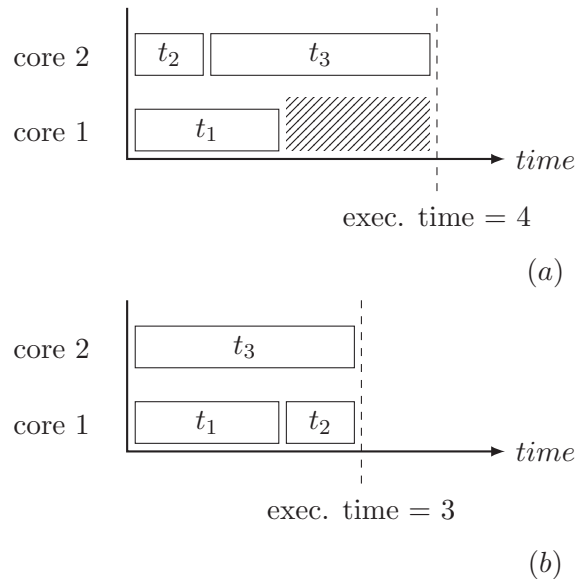 core 2 t₂ t₃
core 1 t₁
time
exec. time = 4
(a)
core 2 t₃
core 1 t₁ t₂
time
exec. time = 3
(b)